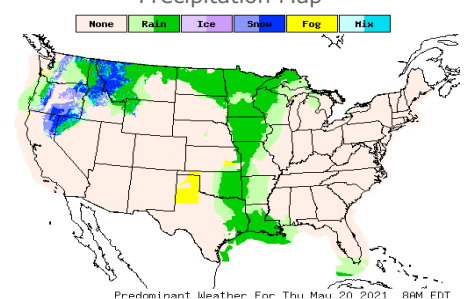 Precipitation Map
None Rain Ice Snow Fog Mix
Predominant Weather For Thu May 20 2021 8AM EDT